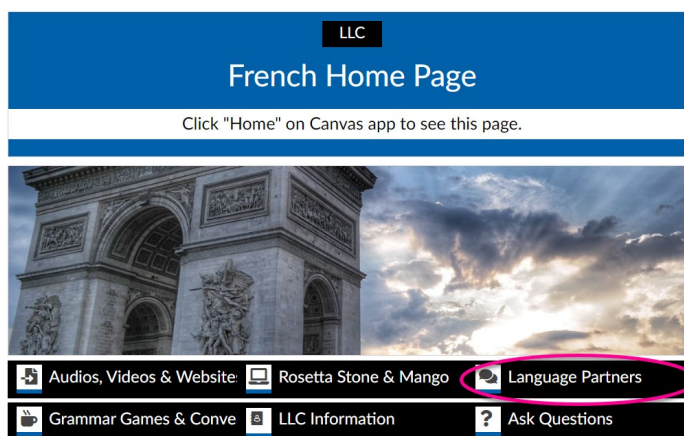 LLC
French Home Page
Click "Home" on Canvas app to see this page.
Audios, Videos & Website
Rosetta Stone & Mango
Language Partners
Grammar Games & Conve
LLC Information
Ask Questions